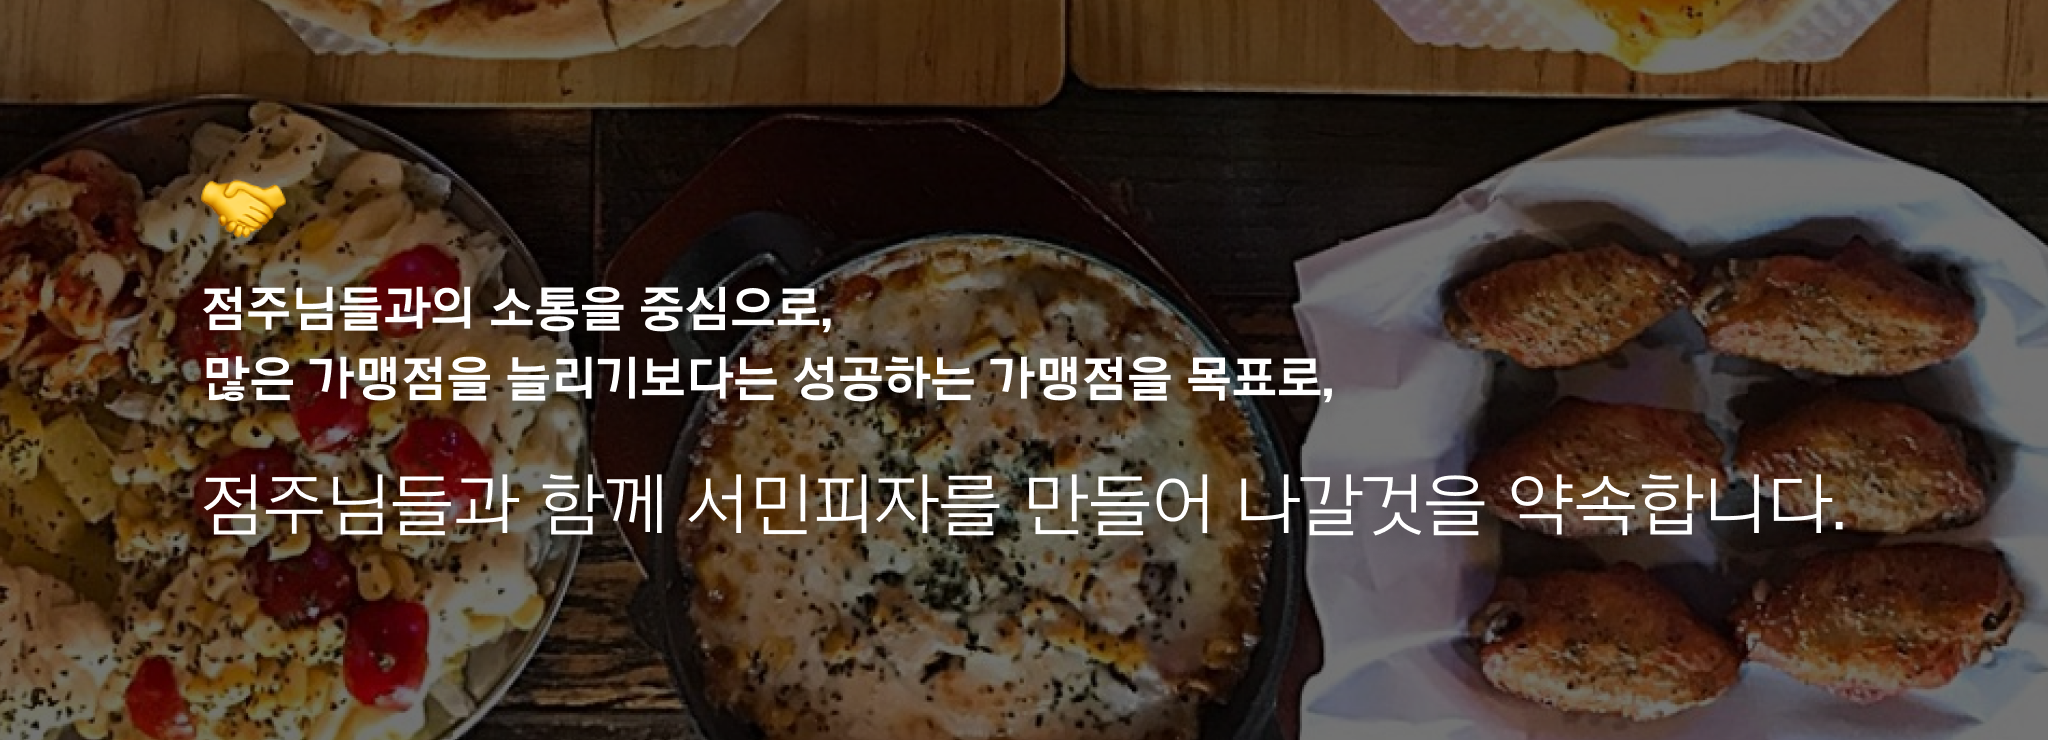 🤝
점주님들과의 소통을 중심으로,
많은 가맹점을 늘리기보다는 성공하는 가맹점을 목표로,
점주님들과 함께 서민피자를 만들어 나갈것을 약속합니다.